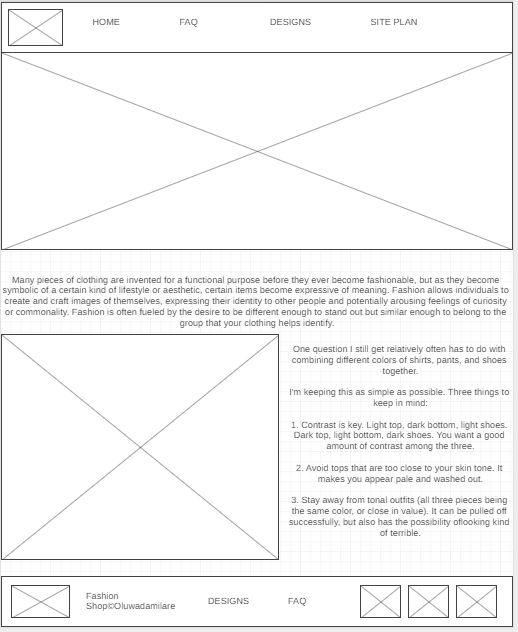 HOME FAQ DESIGNS SITE PLAN
Many pieces of clothing are invented for a functional purpose before they ever become fashionable, but as they become
symbolic of a certain kind of lifestyle or aesthetic, certain items become expressive of meaning. Fashion allows individuals to
create and craft images of themselves, expressing their identity to other people and potentially arousing feelings of curiosity
or commonality. Fashion is often fueled by the desire to be different enough to stand out but similar enough to belong to the
group that your clothing helps identify.
One question I still get relatively often has to do with
combining different colors of shirts, pants, and shoes
together.
I'm keeping this as simple as possible. Three things to
keep in mind:
1. Contrast is key. Light top, dark bottom, light shoes.
Dark top, light bottom, dark shoes. You want a good
amount of contrast among the three.
2. Avoid tops that are too close to your skin tone. It
makes you appear pale and washed out.
3. Stay away from tonal outfits (all three pieces being
the same color, or close in value). It can be pulled off
successfully, but also has the possibility oflooking kind
of terrible.
Fashion
Shop©Oluwadamilare
DESIGNS FAQ